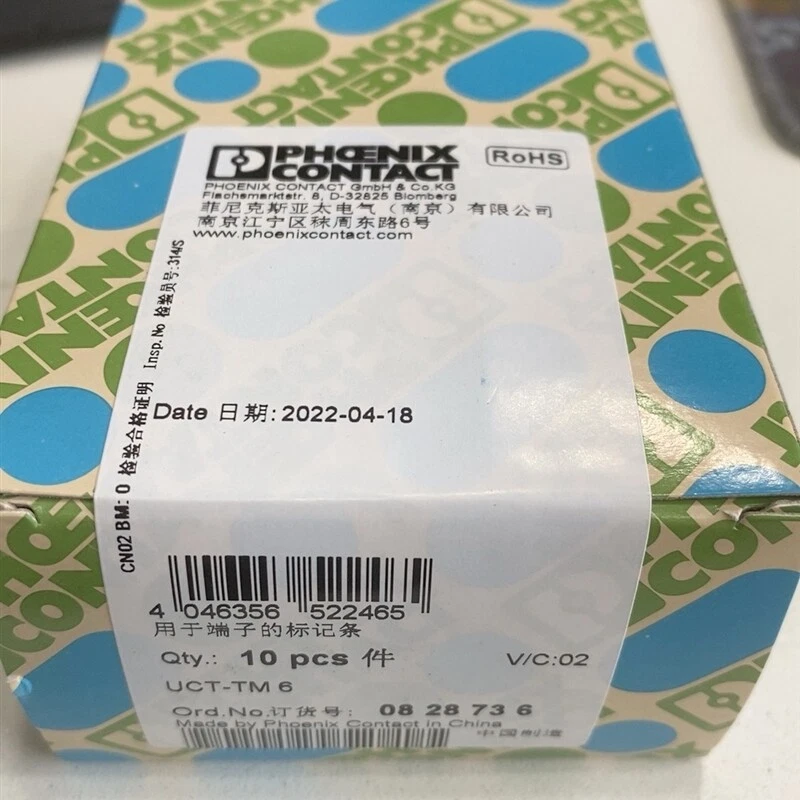 PHOENIX CONTACT
RoHS
PHOENIX CONTACT GmbH & Co.KG
Flachsmarktstr. 8, D-32825 Blomberg
菲尼克斯亚太电气（南京）有限公司
南京江宁区秣周东路6号
www.phoenixcontact.com
CN02 BM: 0 检验合格证明 Insp.No 检验员号:314/S
Date 日期: 2022-04-18
4 046356 522465
用于端子的标记条
Qty.: 10 pcs 件 V/C:02
UCT-TM 6
Ord.No.订货号: 08 28 73 6
Made by Phoenix Contact in China
中国制造